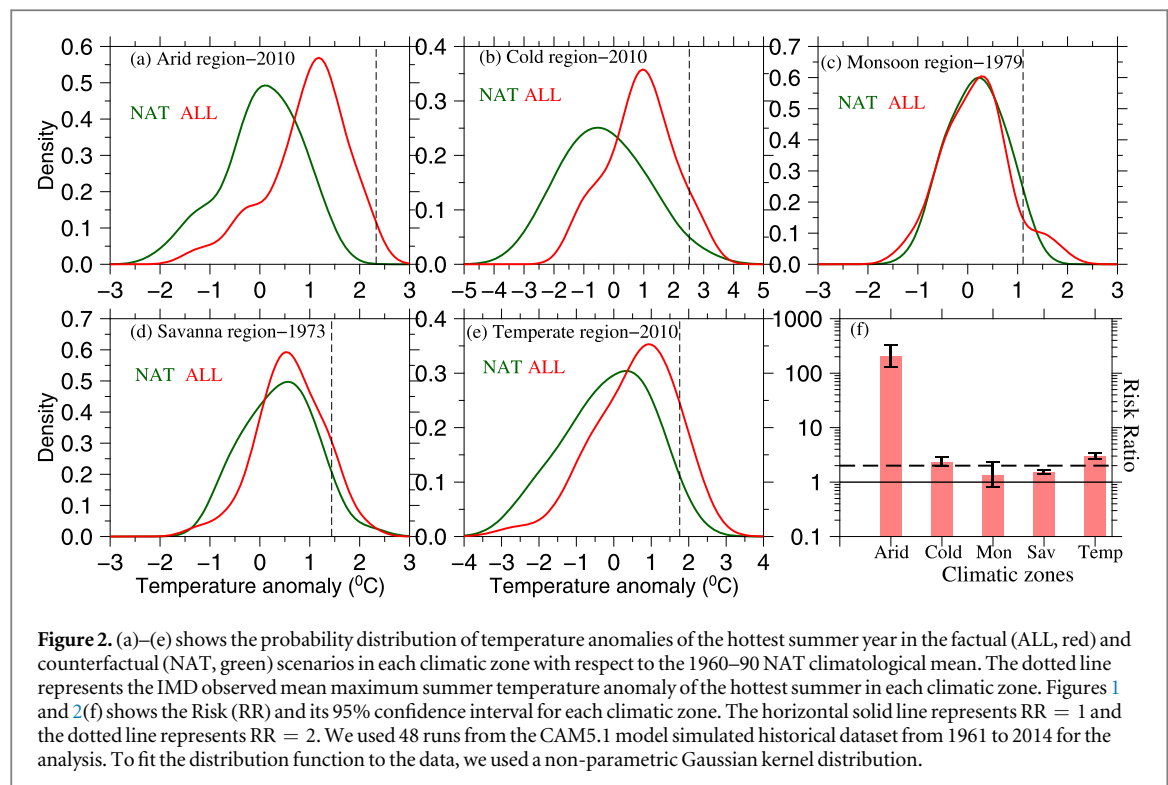 (a) Arid region−2010
NAT ALL
Density
0.6
0.5
0.4
0.3
0.2
0.1
0.0
−3 −2 −1 0 1 2 3
(b) Cold region−2010
NAT ALL
0.4
0.3
0.2
0.1
0.0
−5 −4 −3 −2 −1 0 1 2 3 4 5
(c) Monsoon region−1979
NAT ALL
0.7
0.6
0.5
0.4
0.3
0.2
0.1
0.0
−3 −2 −1 0 1 2 3
(d) Savanna region−1973
NAT ALL
Density
0.7
0.6
0.5
0.4
0.3
0.2
0.1
0.0
−3 −2 −1 0 1 2 3
Temperature anomaly (⁰C)
(e) Temperate region−2010
NAT ALL
0.4
0.3
0.2
0.1
0.0
−4 −3 −2 −1 0 1 2 3 4
Temperature anomaly (⁰C)
(f)
1000
100
10
1
0.1
Risk Ratio
Arid Cold Mon Sav Temp
Climatic zones
Figure 2. (a)–(e) shows the probability distribution of temperature anomalies of the hottest summer year in the factual (ALL, red) and
counterfactual (NAT, green) scenarios in each climatic zone with respect to the 1960–90 NAT climatological mean. The dotted line
represents the IMD observed mean maximum summer temperature anomaly of the hottest summer in each climatic zone. Figures 1
and 2(f) shows the Risk (RR) and its 95% confidence interval for each climatic zone. The horizontal solid line represents RR = 1 and
the dotted line represents RR = 2. We used 48 runs from the CAM5.1 model simulated historical dataset from 1961 to 2014 for the
analysis. To fit the distribution function to the data, we used a non-parametric Gaussian kernel distribution.